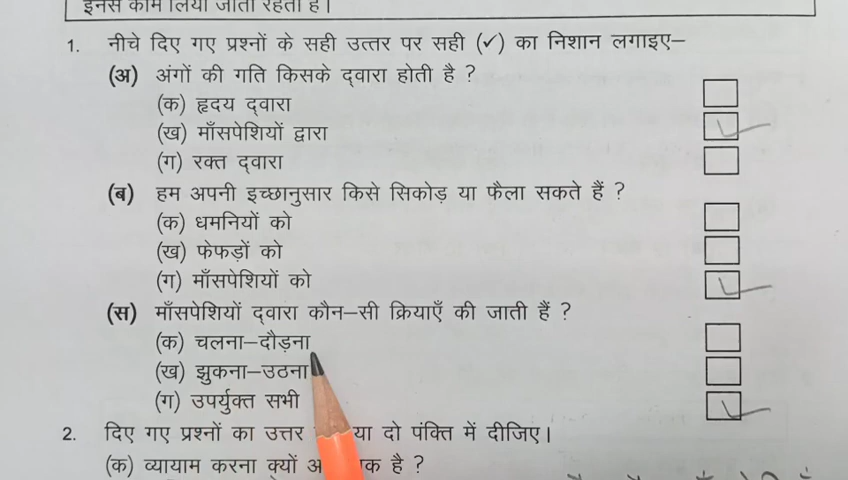 इनसे काम लिया जाता रहता है।
1. नीचे दिए गए प्रश्नों के सही उत्तर पर सही (✓) का निशान लगाइए–
(अ) अंगों की गति किसके द्वारा होती है ?
(क) हृदय द्वारा
(ख) माँसपेशियों द्वारा ✓
(ग) रक्त द्वारा
(ब) हम अपनी इच्छानुसार किसे सिकोड़ या फैला सकते हैं ?
(क) धमनियों को
(ख) फेफड़ों को
(ग) माँसपेशियों को ✓
(स) माँसपेशियों द्वारा कौन–सी क्रियाएँ की जाती हैं ?
(क) चलना–दौड़ना
(ख) झुकना–उठना
(ग) उपर्युक्त सभी ✓
2. दिए गए प्रश्नों का उत्तर या दो पंक्ति में दीजिए।
(क) व्यायाम करना क्यों है ?